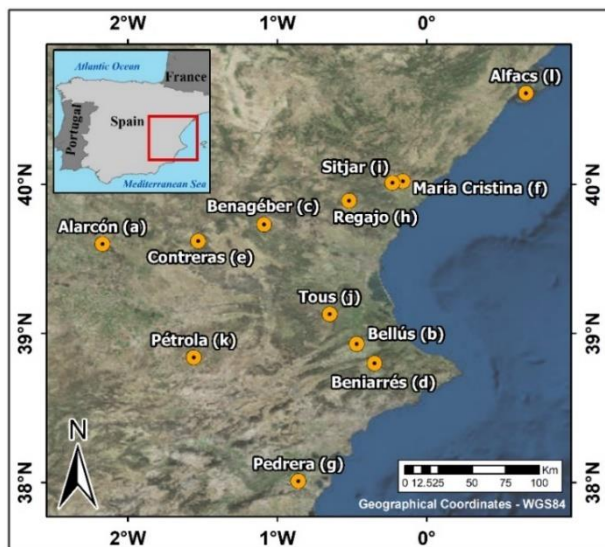 2°W 1°W 0°
Atlantic Ocean
France
Portugal
Spain
Mediterranean Sea
Alfacs (l)
40°N 40°N
Sitjar (i)
María Cristina (f)
Benagéber (c)
Regajo (h)
Alarcón (a)
Contreras (e)
Tous (j)
39°N 39°N
Pétrola (k)
Bellús (b)
Beniarrés (d)
N
Pedrera (g)
38°N 38°N
0 12.525 50 75 100 Km
Geographical Coordinates - WGS84
2°W 1°W 0°